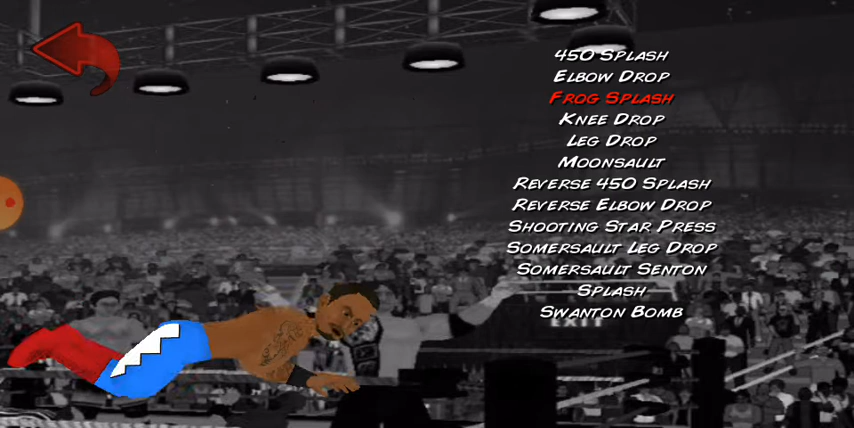 450 Splash
Elbow Drop
Frog Splash
Knee Drop
Leg Drop
Moonsault
Reverse 450 Splash
Reverse Elbow Drop
Shooting Star Press
Somersault Leg Drop
Somersault Senton
Splash
Swanton Bomb
EXIT